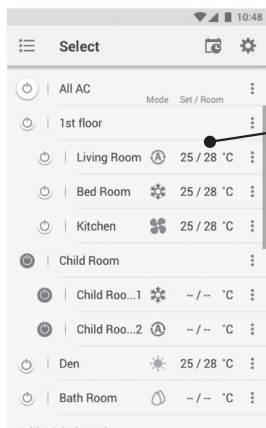 10:48
Select
All AC
Mode Set / Room
1st floor
Living Room A 25 / 28 °C
Bed Room 25 / 28 °C
Kitchen 25 / 28 °C
Child Room
Child Roo...1 -- / -- °C
Child Roo...2 A -- / -- °C
Den 25 / 28 °C
Bath Room -- / -- °C